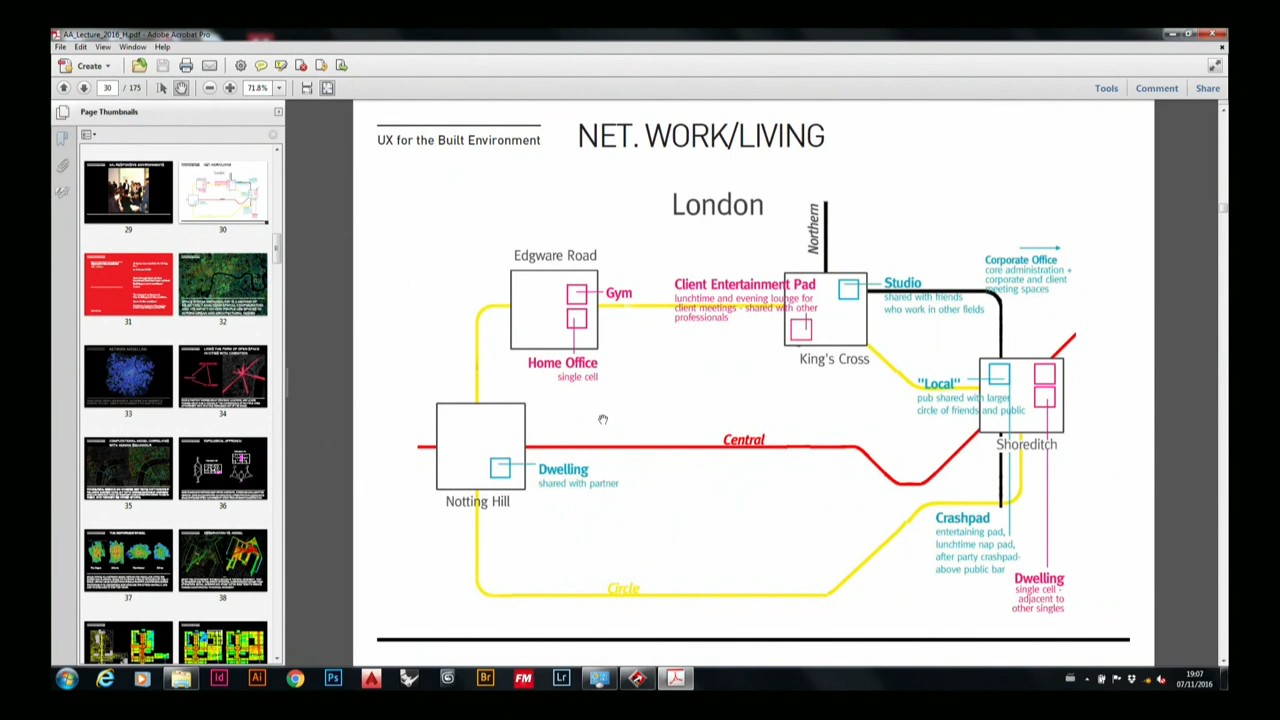 AA_Lecture_2016_H.pdf - Adobe Acrobat Pro
File Edit View Window Help
Create
30 / 175
71.8%
Tools Comment Share
Page Thumbnails
29
30
31
32
33
34
35
36
37
38
UX for the Built Environment
NET. WORK/LIVING
London
Northern
Edgware Road
Gym
Home Office
single cell
Client Entertainment Pad
lunchtime and evening lounge for
client meetings - shared with other
professionals
King's Cross
Studio
shared with friends
who work in other fields
Corporate Office
core administration +
corporate and client
meeting spaces
"Local"
pub shared with larger
circle of friends and public
Shoreditch
Central
Dwelling
shared with partner
Notting Hill
Crashpad
entertaining pad,
lunchtime nap pad,
after party crashpad-
above public bar
Dwelling
single cell -
adjacent to
other singles
Circle
Id Ai Ps Br FM Lr
19:07
07/11/2016